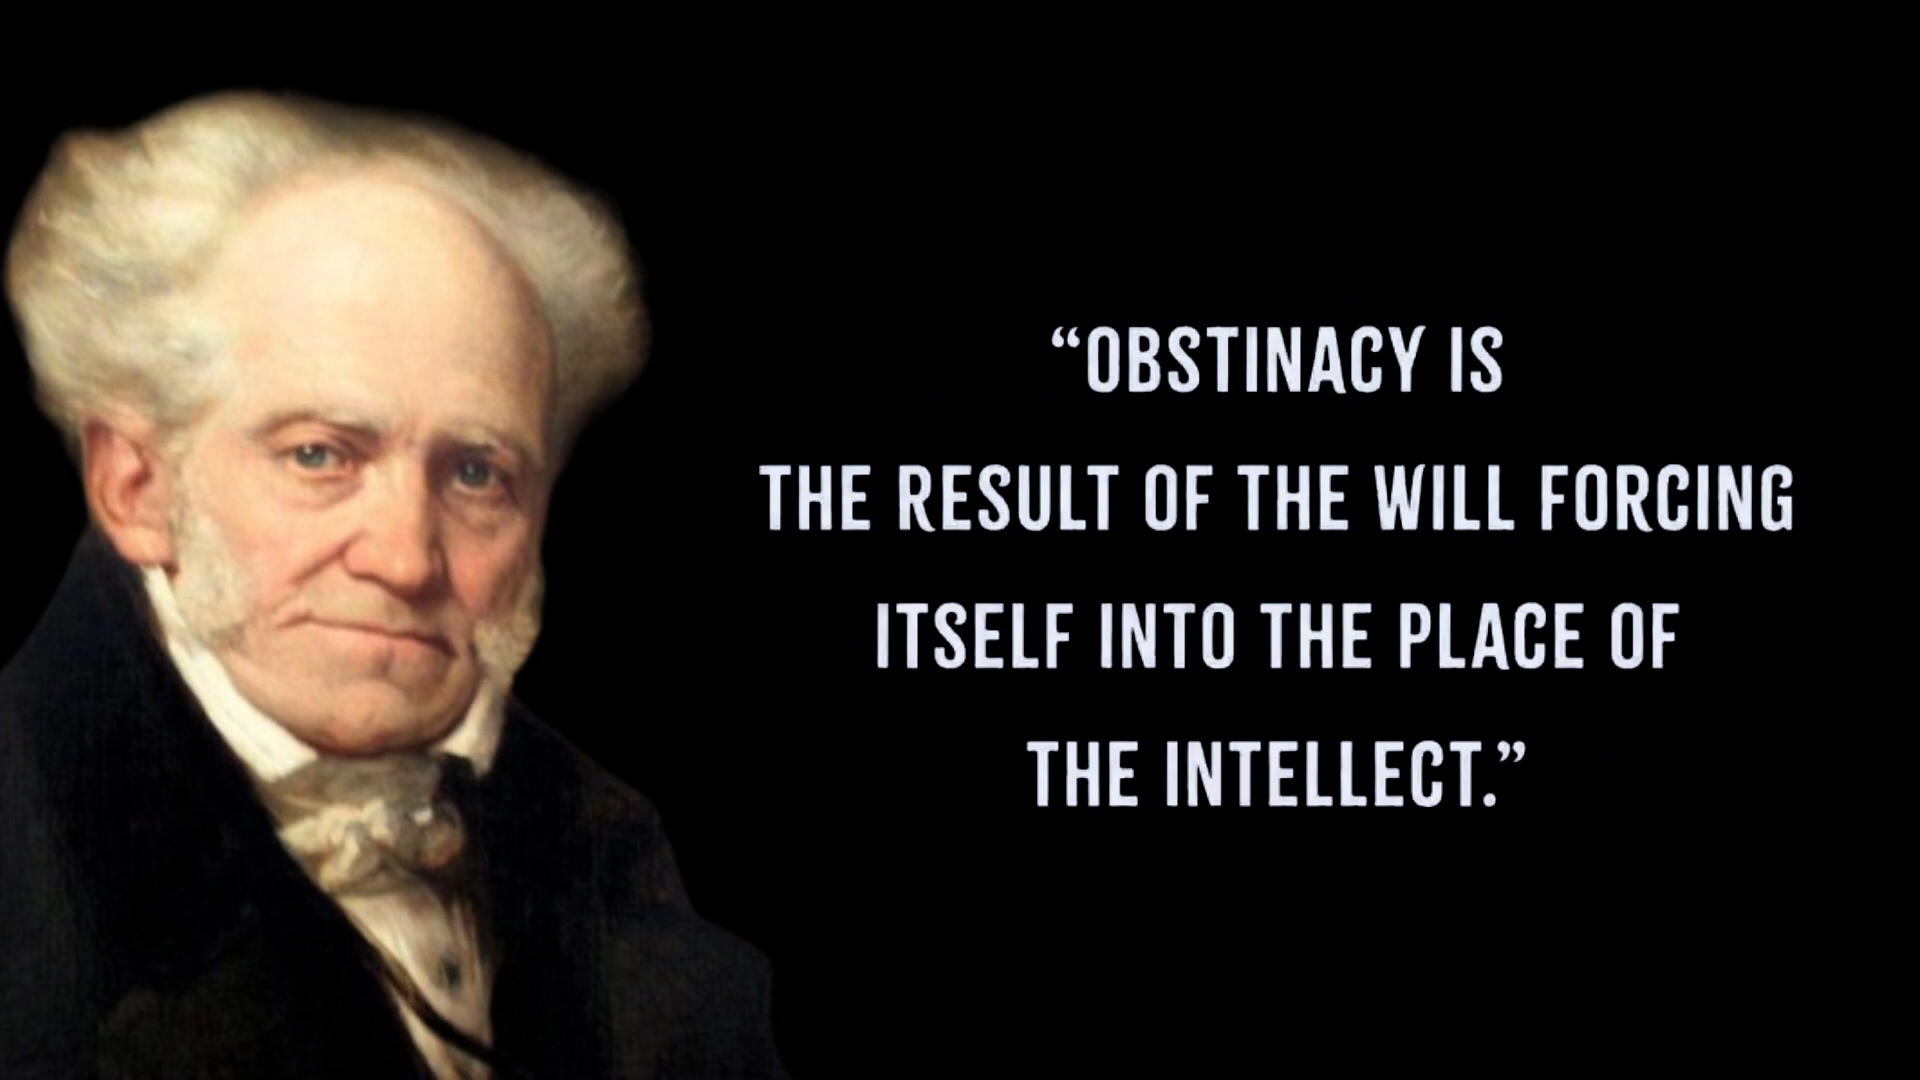 “OBSTINACY IS
THE RESULT OF THE WILL FORCING
ITSELF INTO THE PLACE OF
THE INTELLECT.”